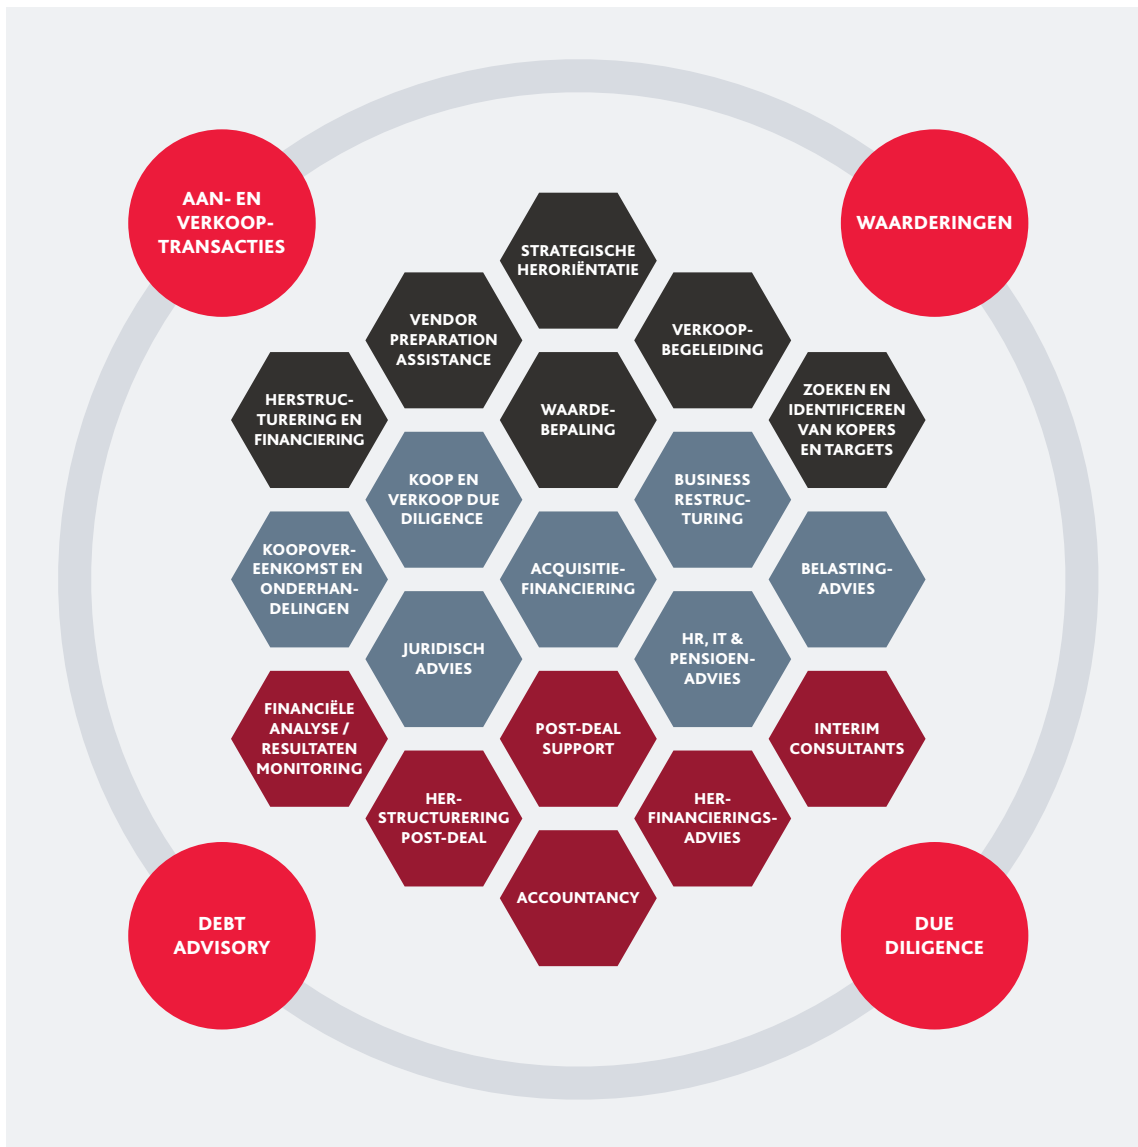 AAN- EN
VERKOOP-
TRANSACTIES
WAARDERINGEN
STRATEGISCHE
HERORIËNTATIE
VENDOR
PREPARATION
ASSISTANCE
VERKOOP-
BEGELEIDING
HERSTRUC-
TURERING EN
FINANCIERING
WAARDE-
BEPALING
ZOEKEN EN
IDENTIFICEREN
VAN KOPERS
EN TARGETS
KOOP EN
VERKOOP DUE
DILIGENCE
BUSINESS
RESTRUC-
TURING
KOOPOVER-
EENKOMST EN
ONDERHAN-
DELINGEN
ACQUISITIE-
FINANCIERING
BELASTING-
ADVIES
JURIDISCH
ADVIES
HR, IT &
PENSIOEN-
ADVIES
FINANCIËLE
ANALYSE /
RESULTATEN
MONITORING
POST-DEAL
SUPPORT
INTERIM
CONSULTANTS
HER-
STRUCTURERING
POST-DEAL
HER-
FINANCIERINGS-
ADVIES
ACCOUNTANCY
DEBT
ADVISORY
DUE
DILIGENCE